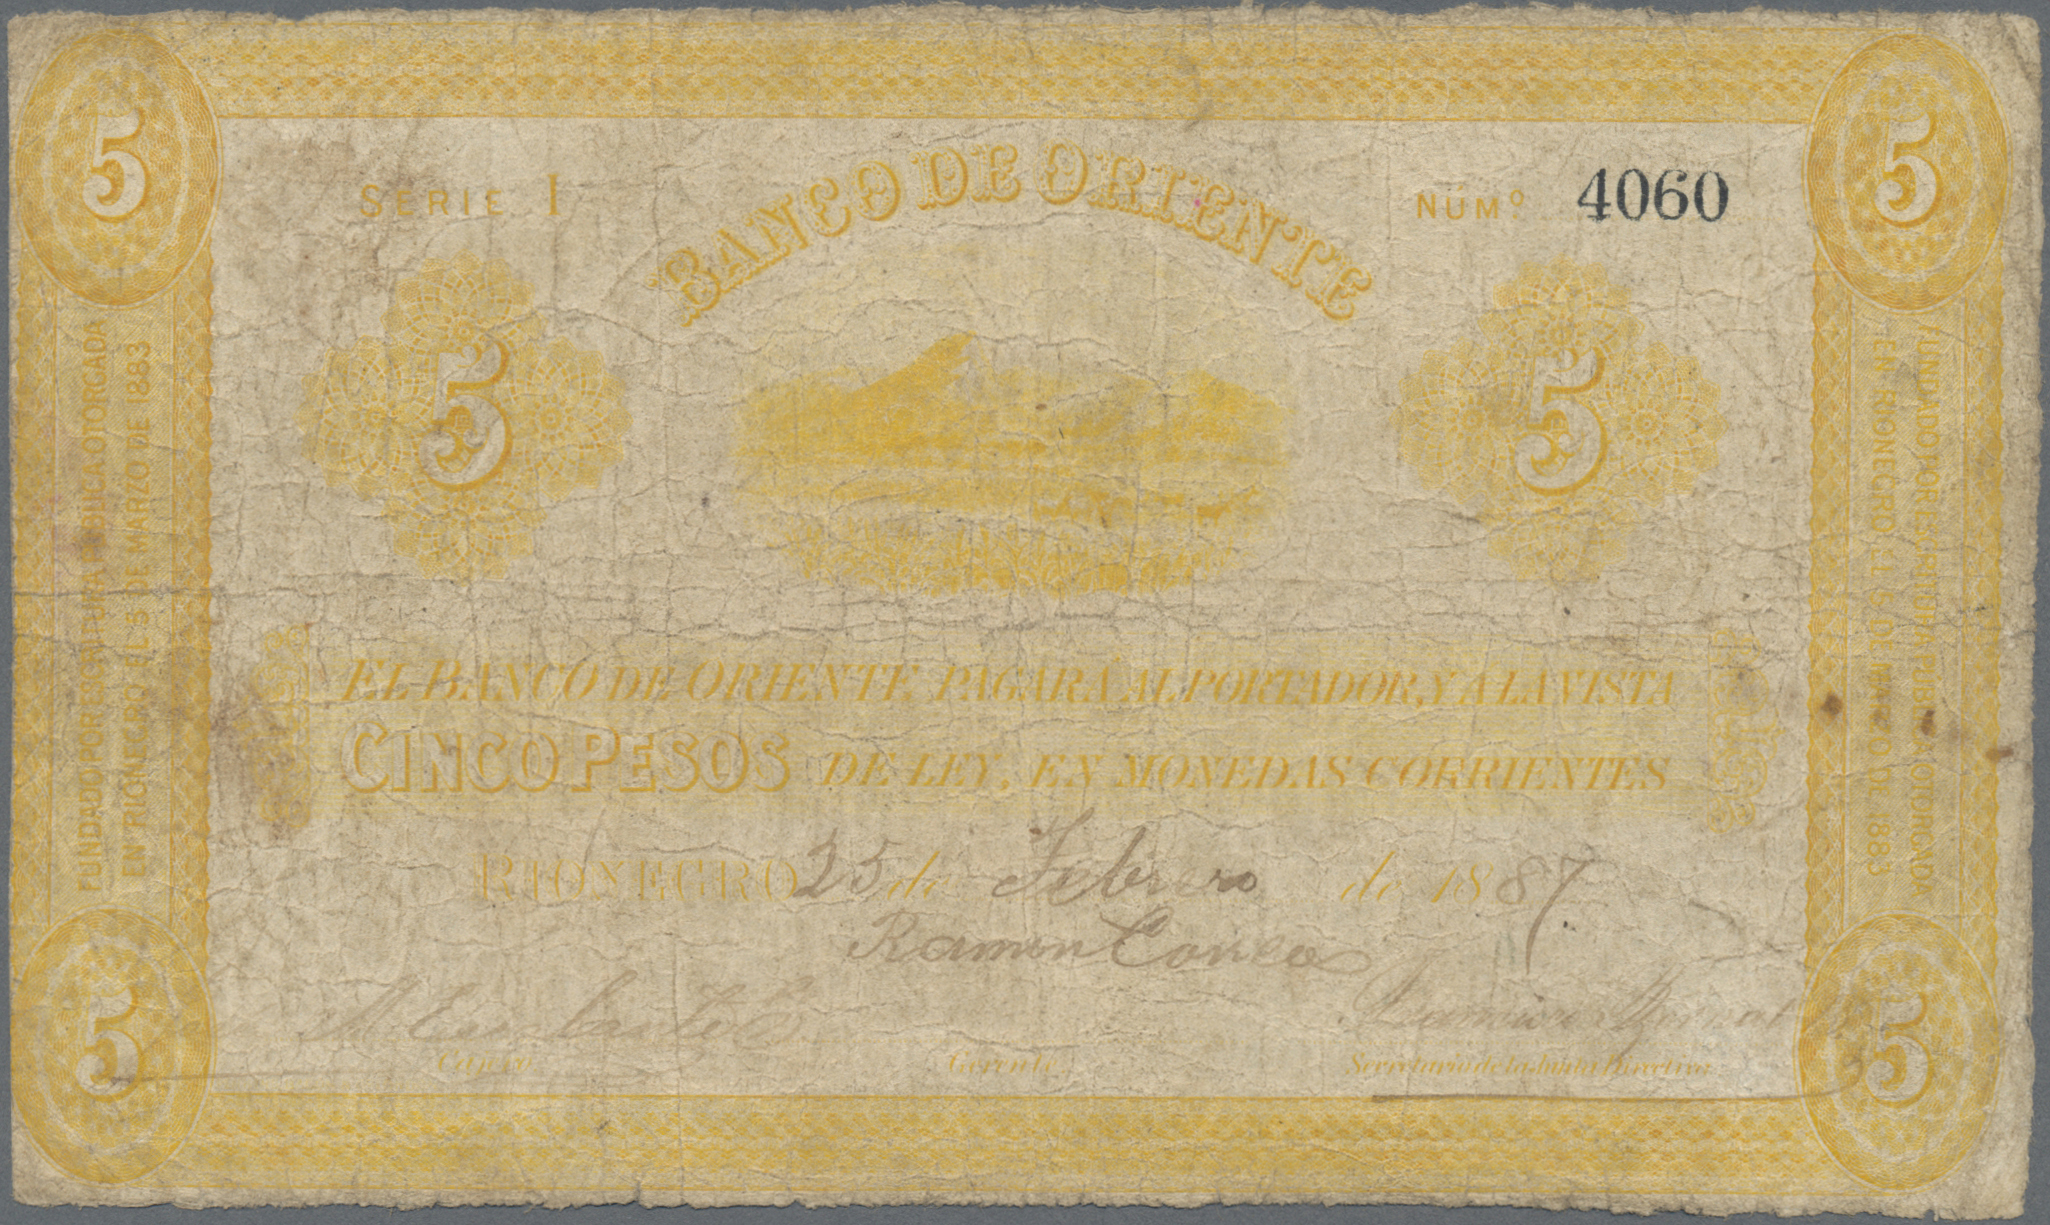 5
5
SERIE I
BANCO DE ORIENTE
NÚMº. 4060
5
5
FUNDADO POR ESCRITURA PUBLICA OTORGADA
EN RIONEGRO EL 5 DE MARZO DE 1883
FUNDADO POR ESCRITURA PUBLICA OTORGADA
EN RIONEGRO EL 5 DE MARZO DE 1883
EL BANCO DE ORIENTE PAGARÁ AL PORTADOR, Y A LA VISTA
CINCO PESOS DE LEY, EN MONEDAS CORRIENTES
RIONEGRO 25 de Febrero de 1887
Ramon Correa
Cajero
Gerente
Secretario de la Junta Directiva
5
5